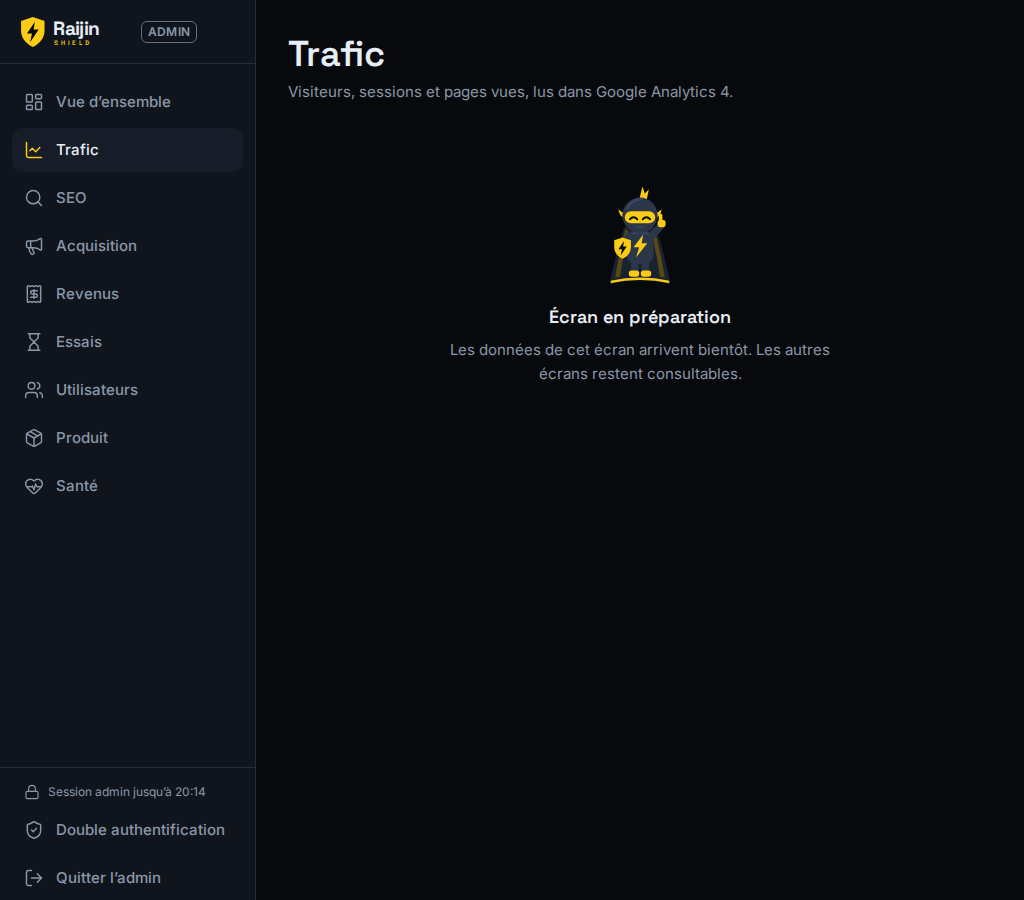 Raijin
SHIELD
ADMIN
Vue d’ensemble
Trafic
SEO
Acquisition
Revenus
Essais
Utilisateurs
Produit
Santé
Session admin jusqu’à 20:14
Double authentification
Quitter l’admin
Trafic
Visiteurs, sessions et pages vues, lus dans Google Analytics 4.
Écran en préparation
Les données de cet écran arrivent bientôt. Les autres
écrans restent consultables.